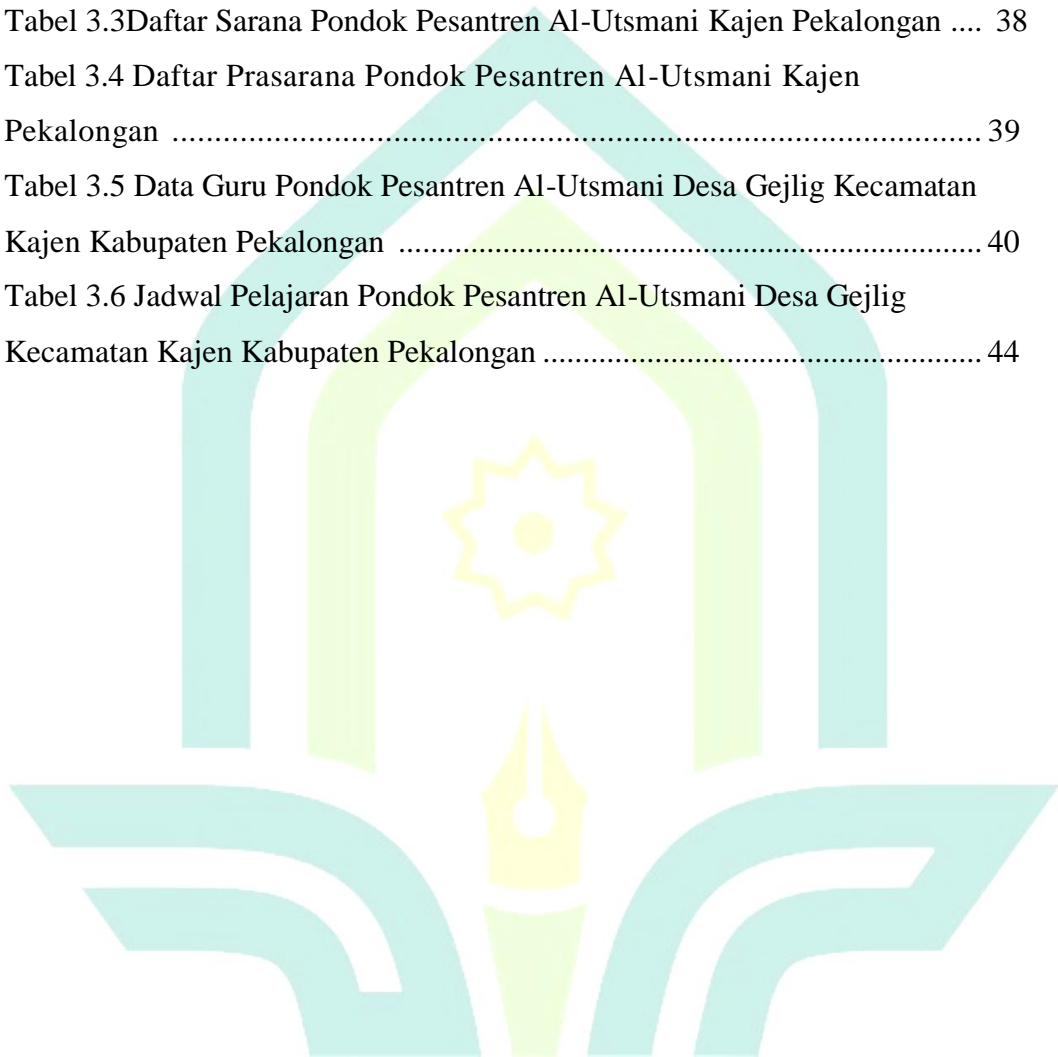 Tabel 3.3Daftar Sarana Pondok Pesantren Al-Utsmani Kajen Pekalongan .... 38
Tabel 3.4 Daftar Prasarana Pondok Pesantren Al-Utsmani Kajen
Pekalongan .................................................................................. 39
Tabel 3.5 Data Guru Pondok Pesantren Al-Utsmani Desa Gejlig Kecamatan
Kajen Kabupaten Pekalongan ........................................................... 40
Tabel 3.6 Jadwal Pelajaran Pondok Pesantren Al-Utsmani Desa Gejlig
Kecamatan Kajen Kabupaten Pekalongan ............................................. 44